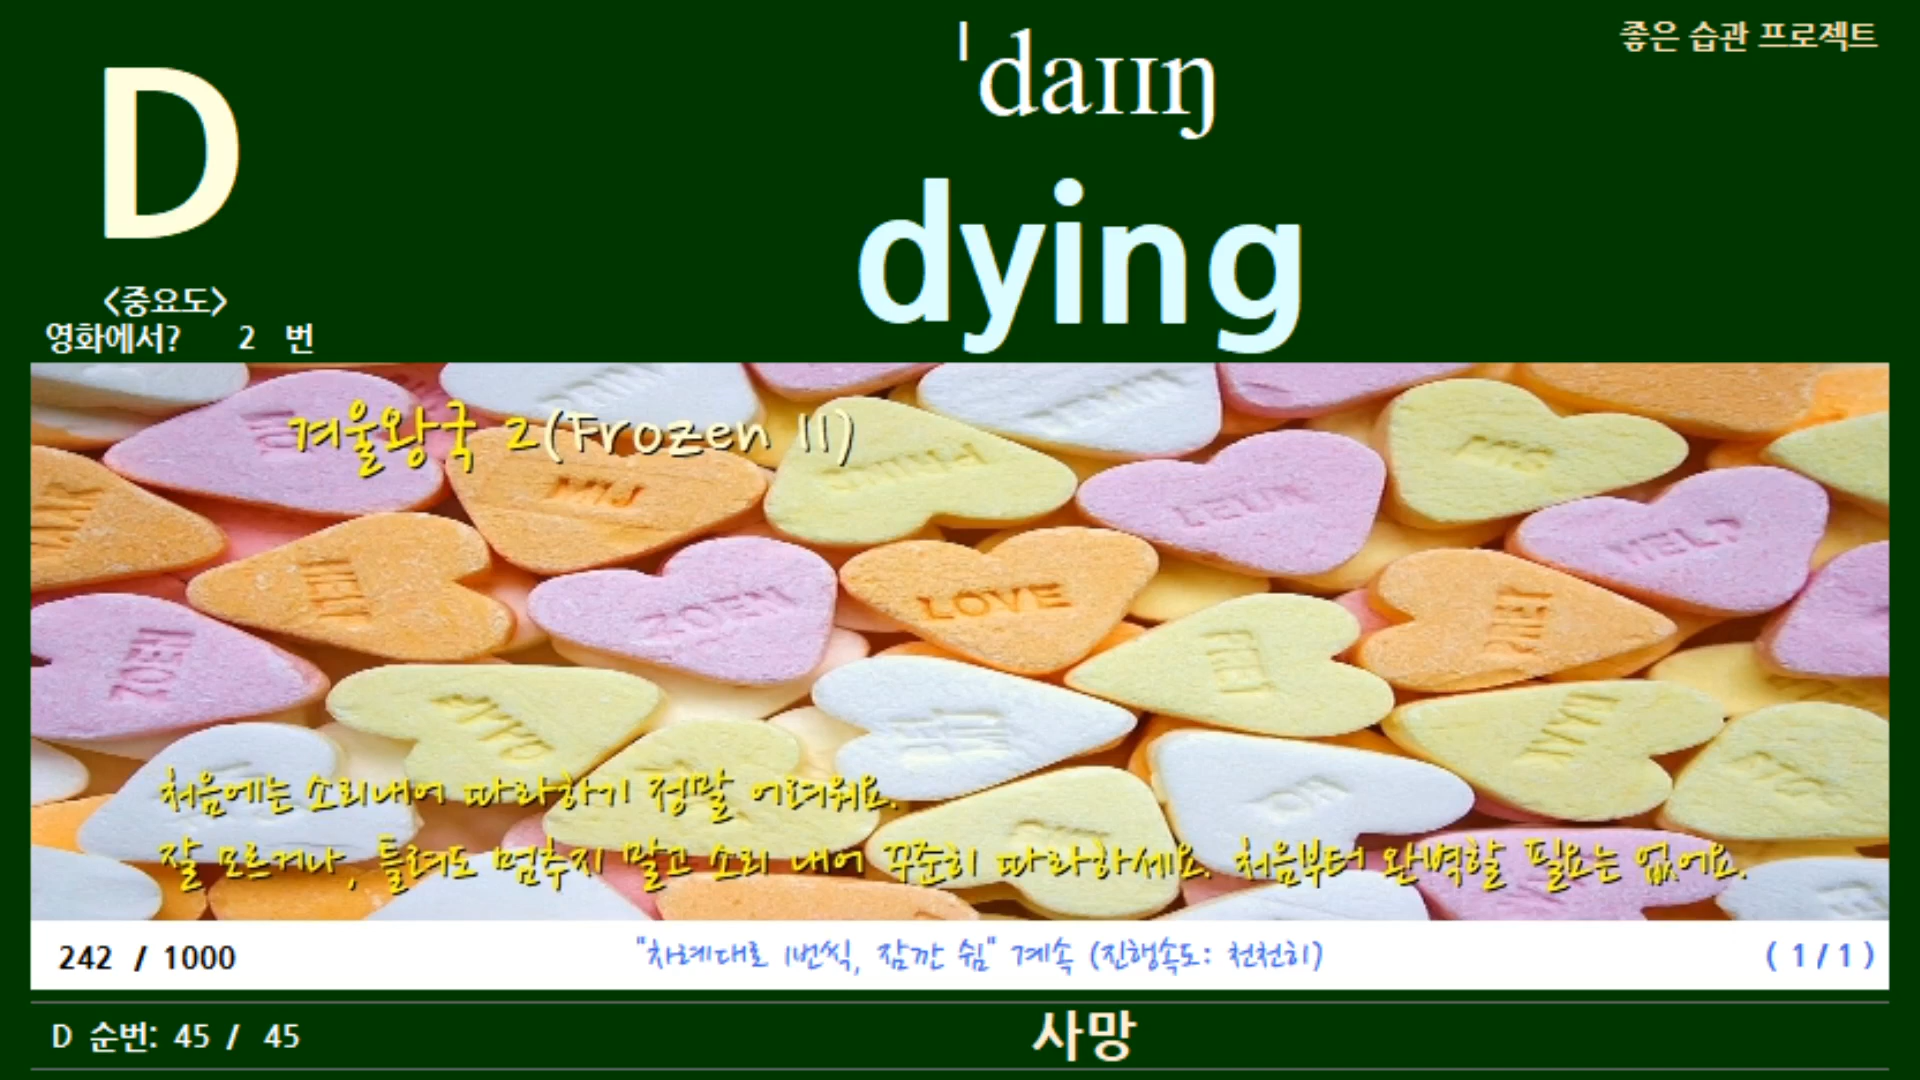 좋은 습관 프로젝트
D
ˈdaɪɪŋ
dying
<중요도>
영화에서? 2 번
겨울왕국 2(Frozen II)
MIJ
LEUK
HELP
ZOEN
LOVE
처음에는 소리내어 따라하기 정말 어려워요.
잘 모르거나, 틀려도 멈추지 말고 소리 내어 꾸준히 따라하세요. 처음부터 완벽할 필요는 없어요.
242 / 1000
"차례대로 1번씩, 잠깐 쉼" 계속 (진행속도: 천천히)
( 1 / 1 )
D 순번: 45 / 45
사망